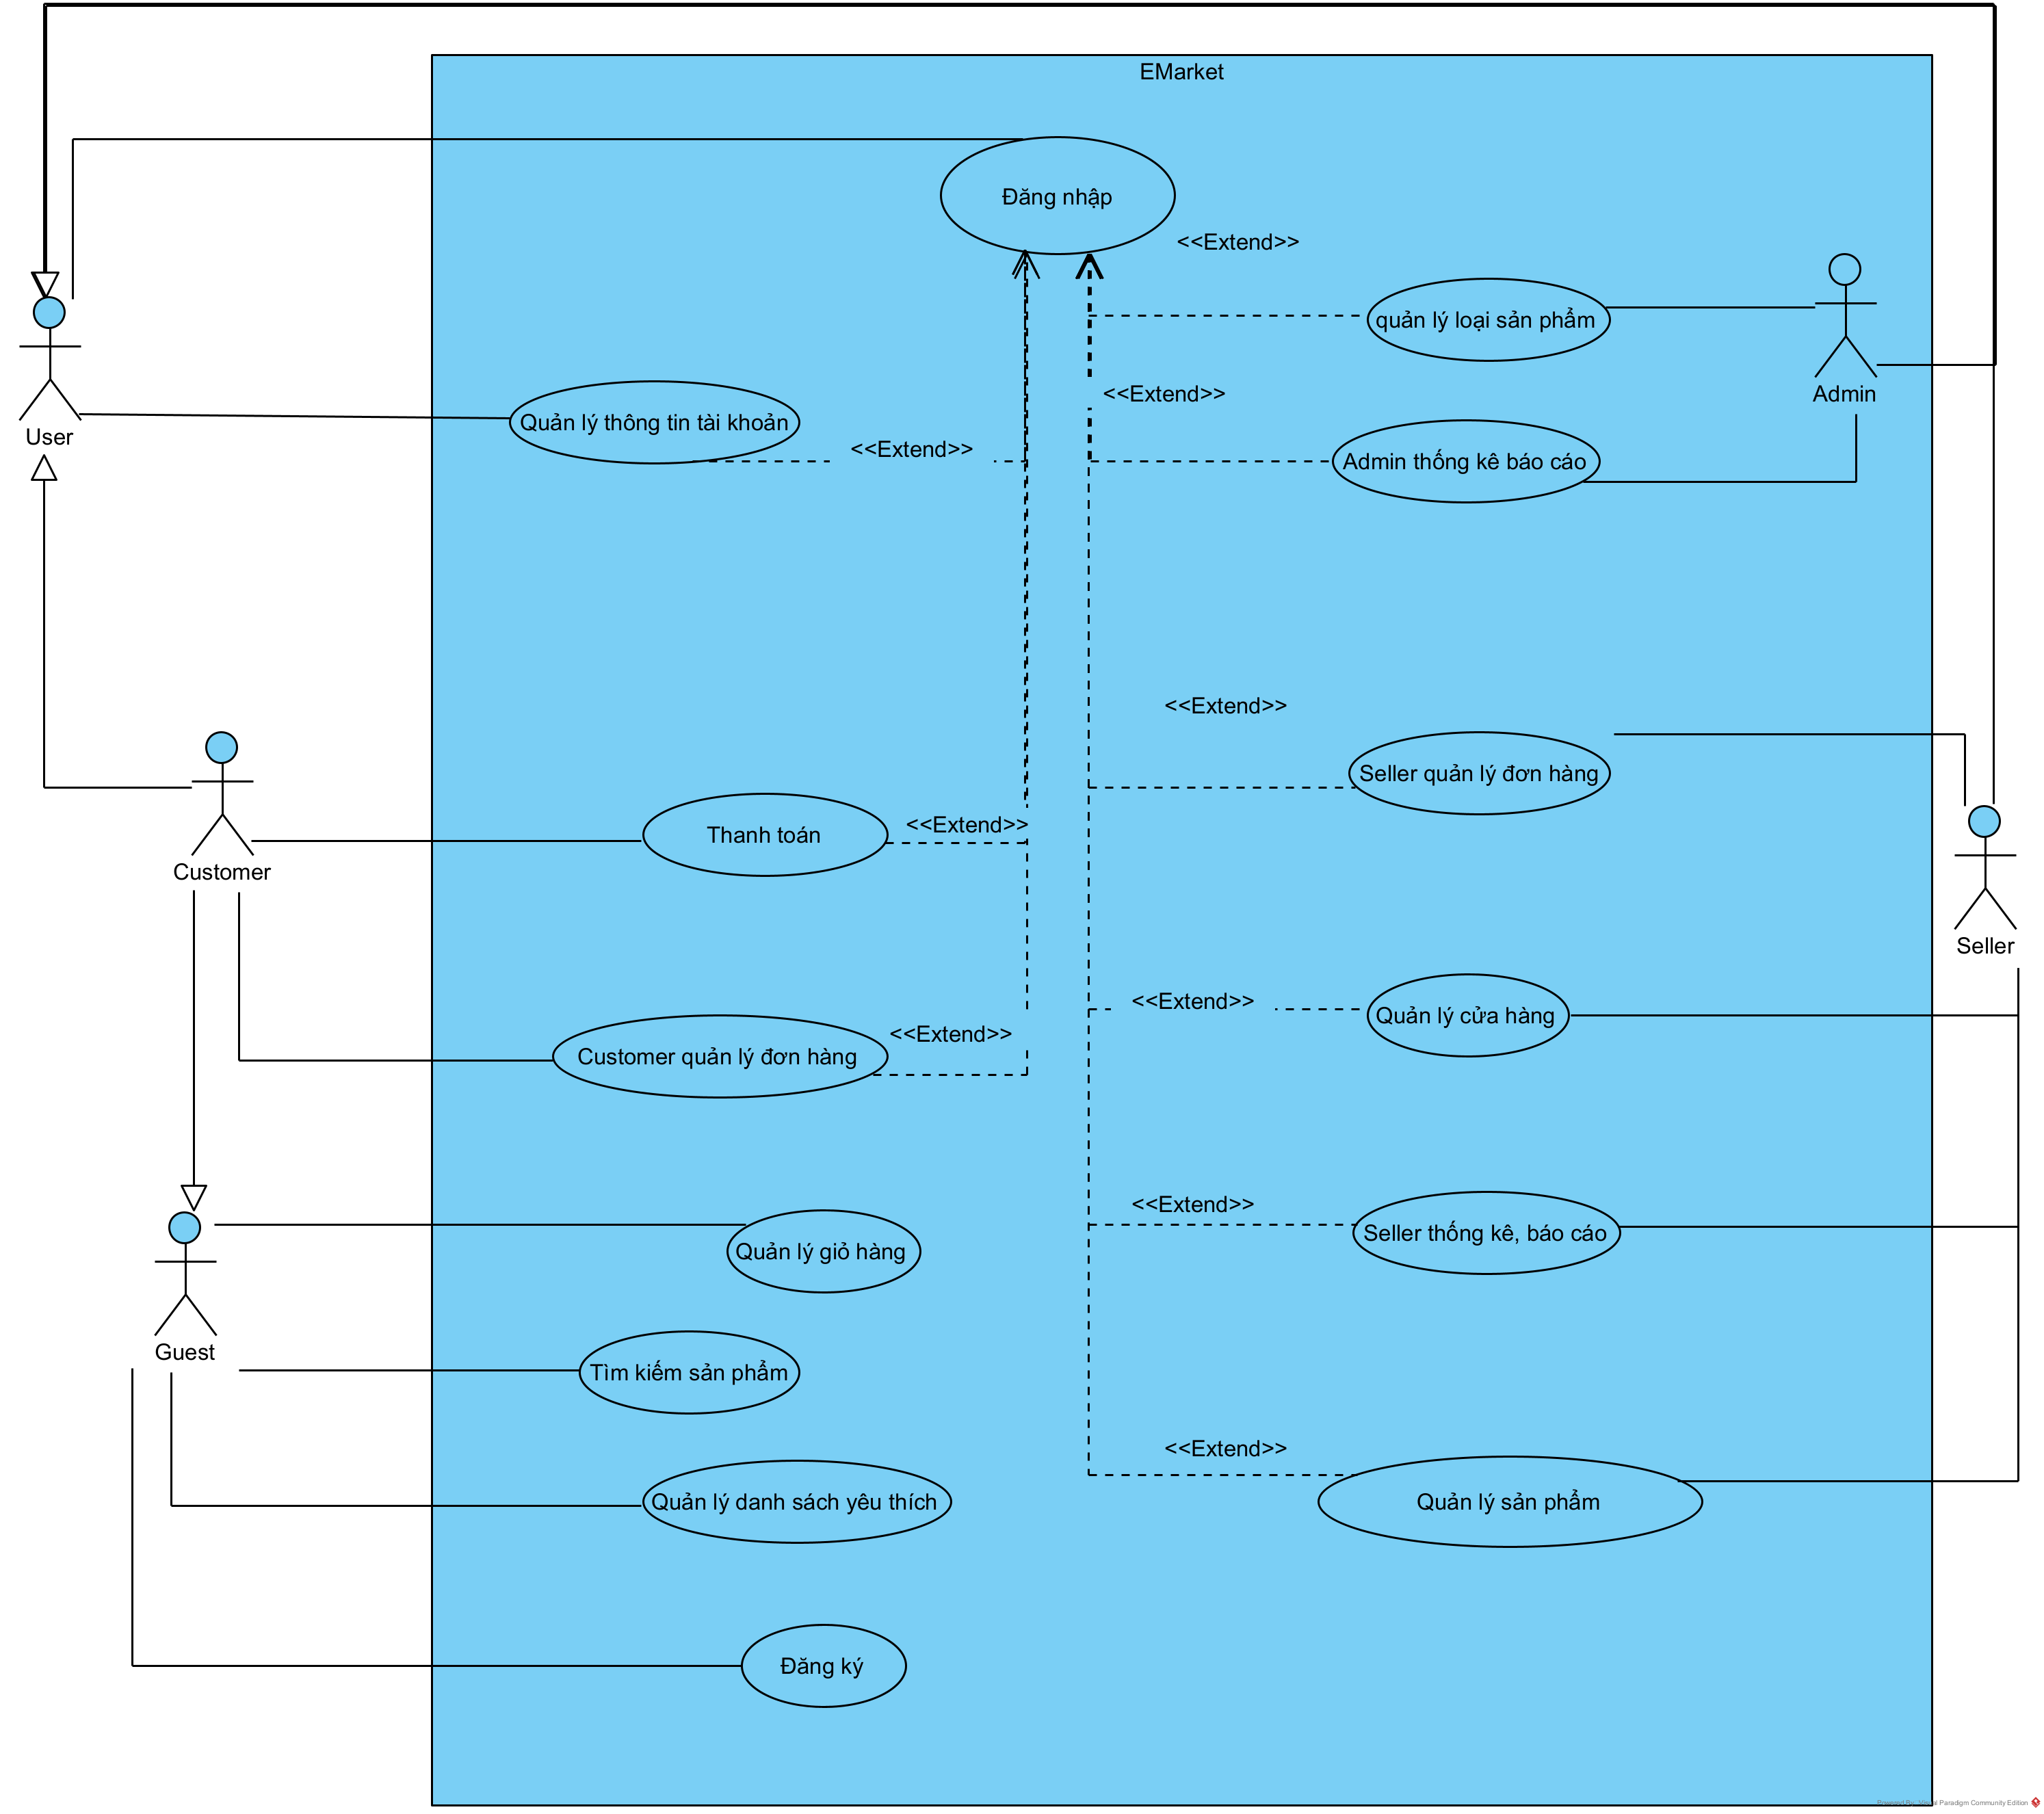 EMarket
Đăng nhập
<<Extend>>
quản lý loại sản phẩm
Admin
<<Extend>>
User
Quản lý thông tin tài khoản
<<Extend>>
Admin thống kê báo cáo
<<Extend>>
Seller quản lý đơn hàng
Thanh toán
<<Extend>>
Customer
Seller
<<Extend>>
Quản lý cửa hàng
<<Extend>>
Customer quản lý đơn hàng
<<Extend>>
Seller thống kê, báo cáo
Quản lý giỏ hàng
Guest
Tìm kiếm sản phẩm
<<Extend>>
Quản lý danh sách yêu thích
Quản lý sản phẩm
Đăng ký
Powered By: Visual Paradigm Community Edition